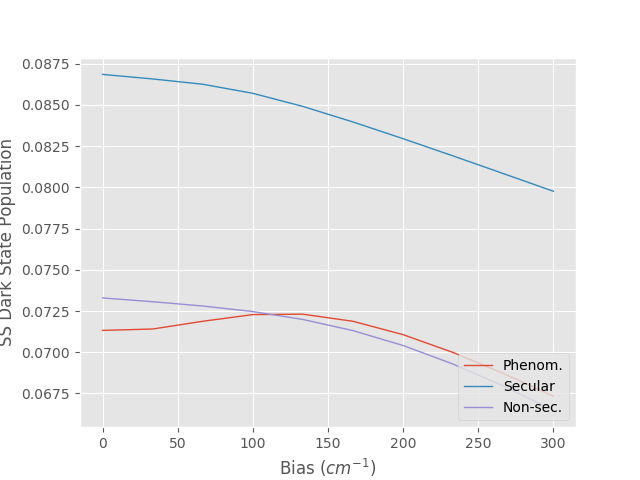 0.0875
0.0850
0.0825
0.0800
0.0775
0.0750
0.0725
0.0700
0.0675
SS Dark State Population
0 50 100 150 200 250 300
Bias (cm⁻¹)
Phenom.
Secular
Non-sec.